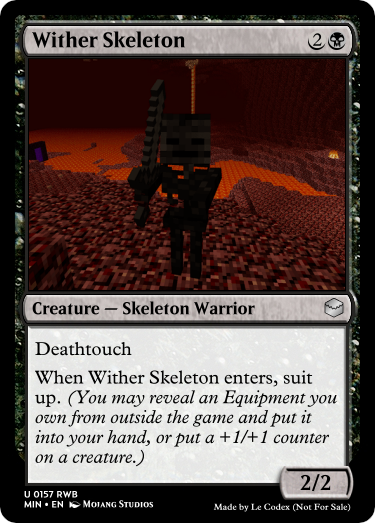 Wither Skeleton 2
Creature — Skeleton Warrior
Deathtouch
When Wither Skeleton enters, suit
up. (You may reveal an Equipment you
own from outside the game and put it
into your hand, or put a +1/+1 counter
on a creature.)
2/2
U 0157 RWB
MIN • EN Mojang Studios
Made by Le Codex (Not For Sale)